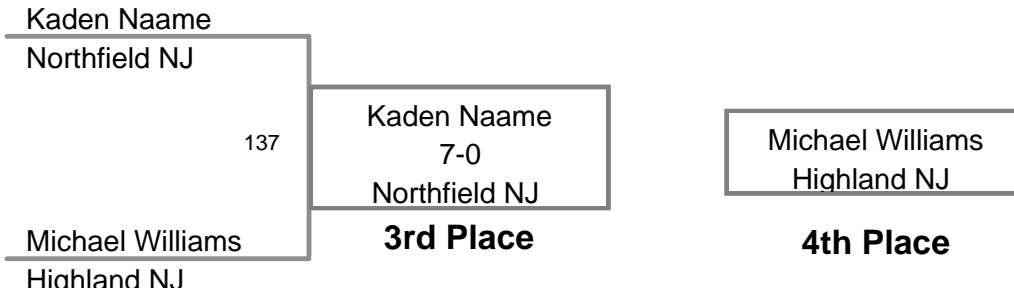 Kaden Naame
Northfield NJ
137
Kaden Naame
7-0
Northfield NJ
3rd Place
Michael Williams
Highland NJ
4th Place
Michael Williams
Highland NJ